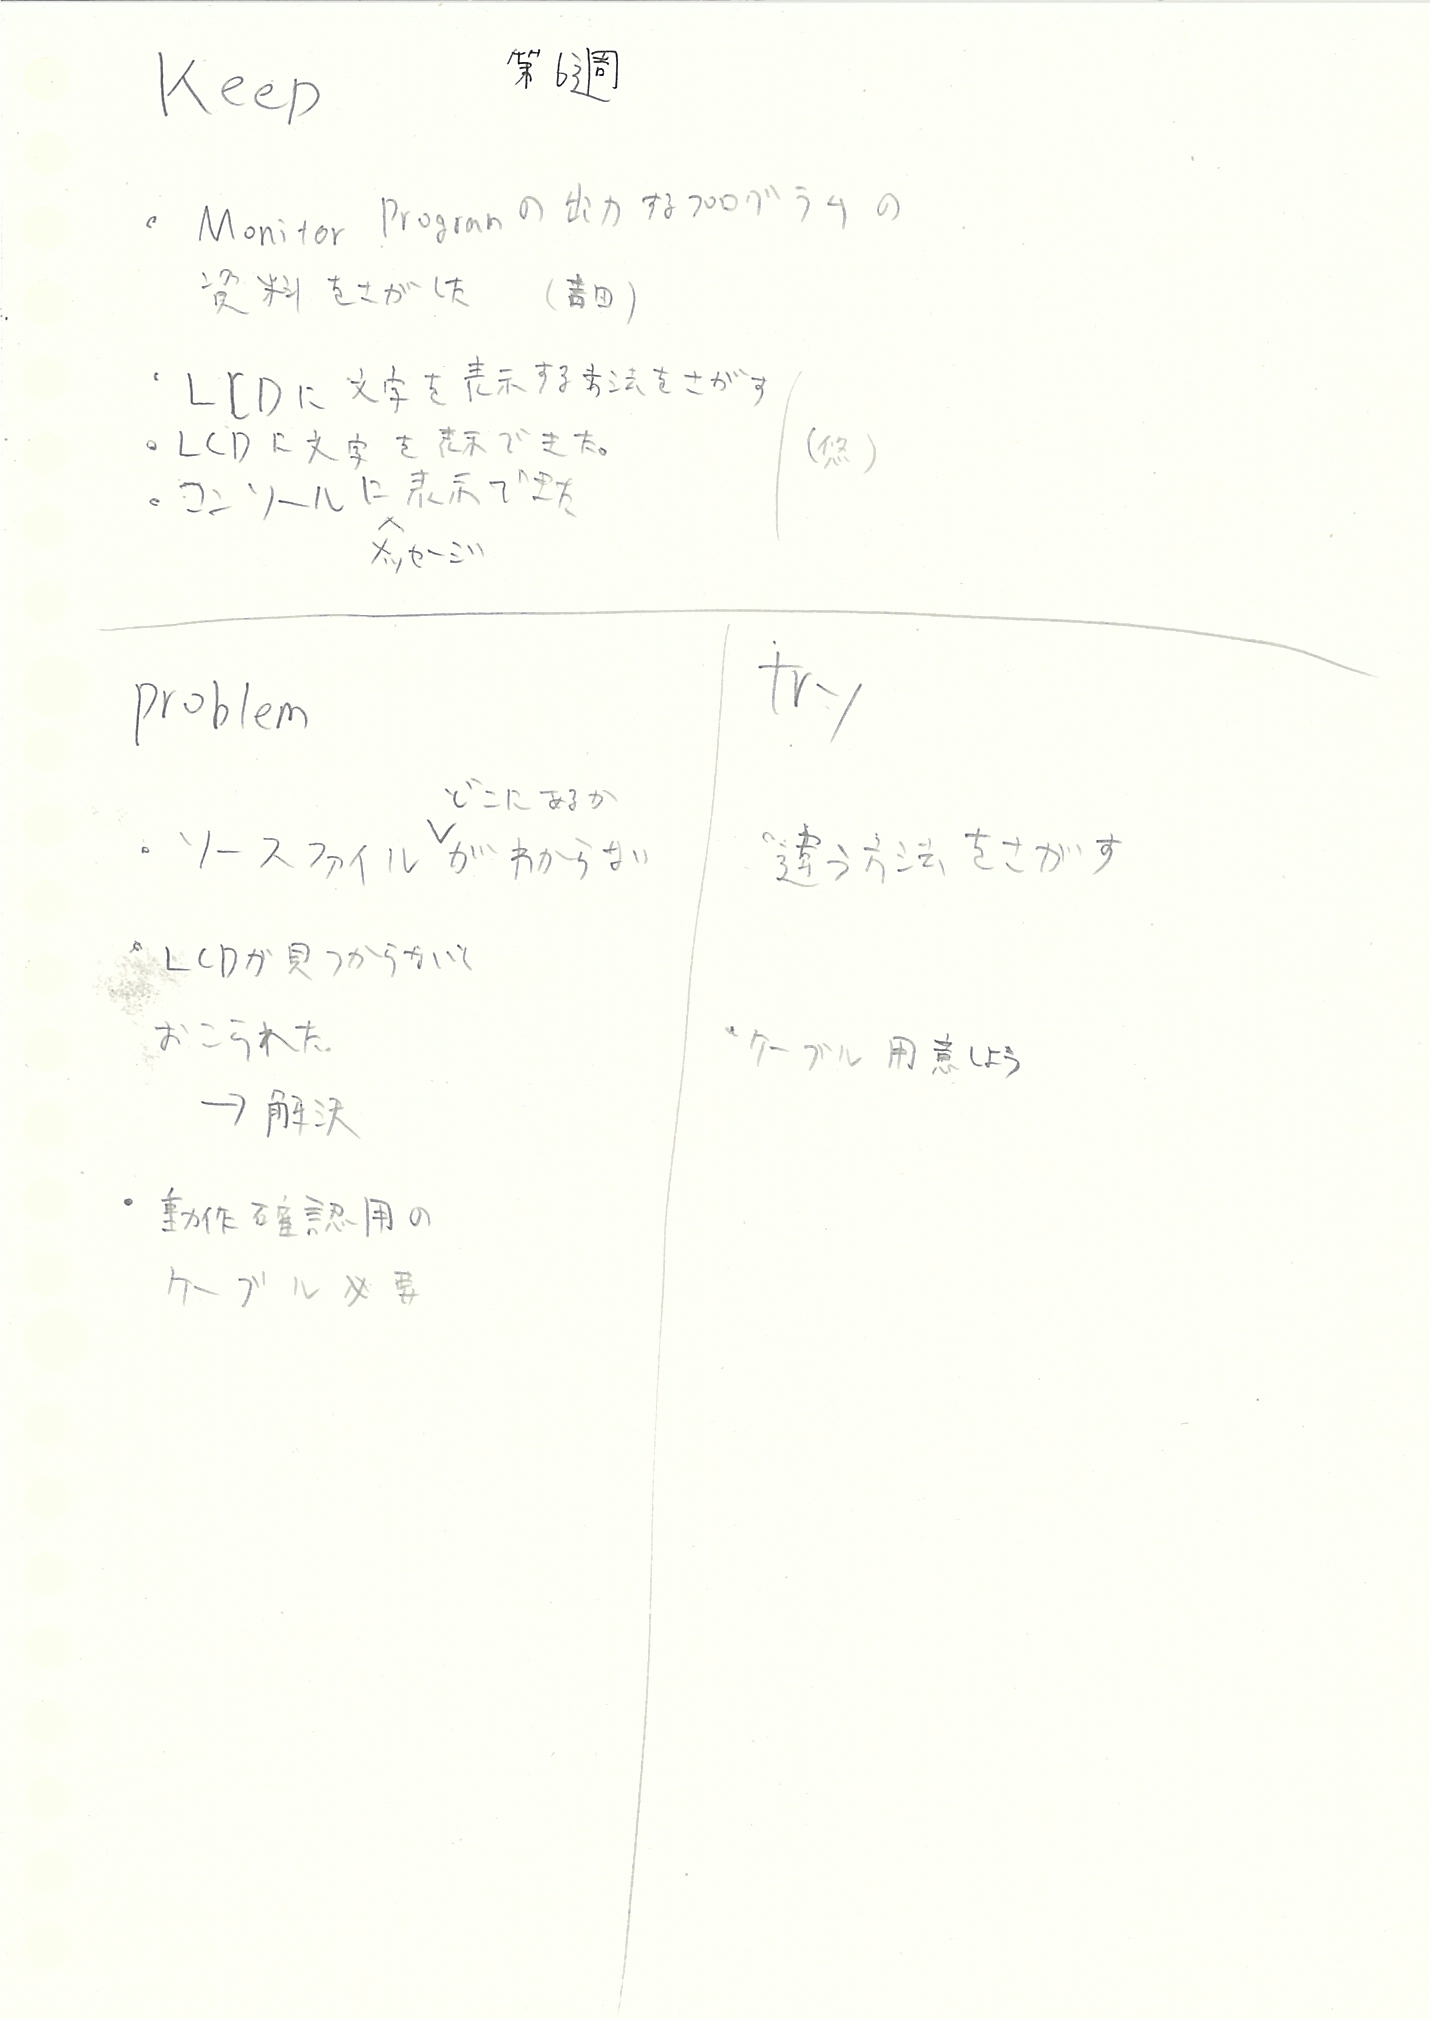 Keep 第6週
・Monitor Programの出力するプログラムの
資料をさがした (吉田)
・LCDに文字を表示する方法をさがす
・LCDに文字を表示できた。 (悠)
・コンソールに表示できた
メッセージ
problem
どこにあるか
・ソースファイルがわからない
・LCDが見つからないと
おこられた。
→解決
・動作確認用の
ケーブル必要
try
・違う方法をさがす
・ケーブル用意しよう